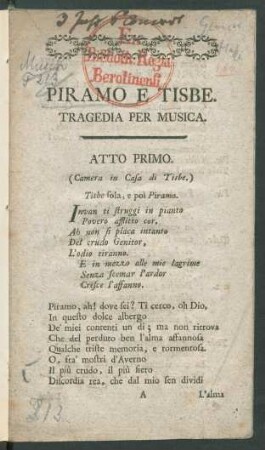 Ex
Biblioth. Regia
Berolinensi
PIRAMO E TISBE.
TRAGEDIA PER MUSICA.
ATTO PRIMO.
(Camera in Casa di Tisbe.)
Tisbe sola, e poi Piramo.
Invan ti struggi in pianto
Povero afflitto cor,
Ah non si placa intanto
Del crudo Genitor,
L'odio tiranno.
E in mezzo alle mie lagrime
Senza scemar l'ardor
Cresce l'affanno.
Piramo, ah! dove sei? Ti cerco, oh Dio,
In questo dolce albergo
De' miei contenti un dì; ma non ritrova
Che del perduto ben l'alma affannosa
Qualche triste memoria, e tormentosa.
O, fra' mostri d'Averno
Il più crudo, il più fiero
Discordia rea, che dal mio sen dividi
A L'alma